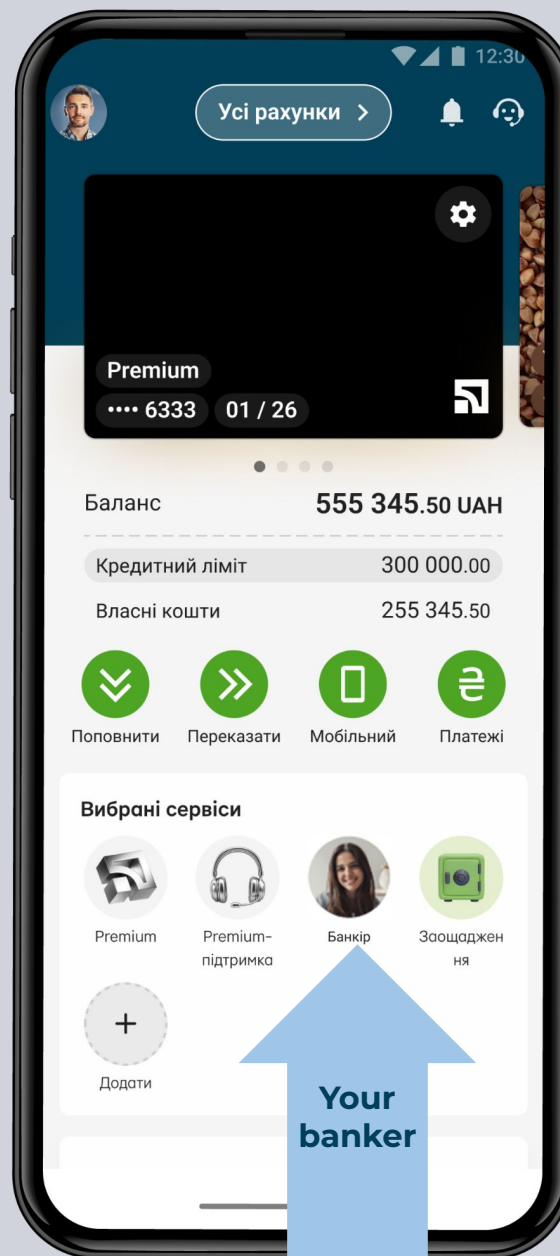 12:30
Усі рахунки >
Premium
•••• 6333 01 / 26
Баланс 555 345.50 UAH
Кредитний ліміт 300 000.00
Власні кошти 255 345.50
Поповнити Переказати Мобільний Платежі
Вибрані сервіси
Premium Premium- Банкір Заощаджен
підтримка ня
Додати
Your
banker